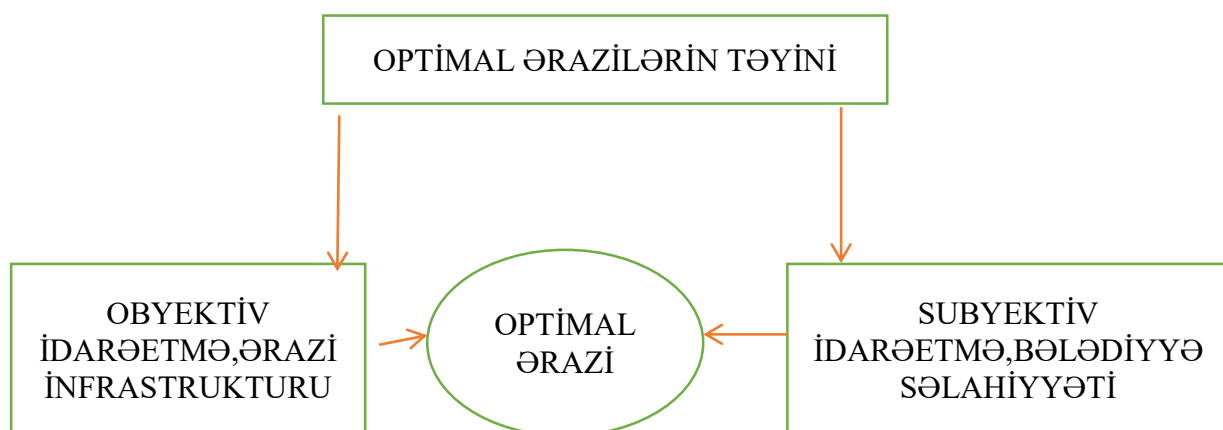 OPTİMAL ƏRAZİLƏRİN TƏYİNİ
OBYEKTİV
İDARƏETMƏ,ƏRAZİ
İNFRASTRUKTURU
OPTİMAL
ƏRAZİ
SUBYEKTİV
İDARƏETMƏ,BƏLƏDİYYƏ
SƏLAHİYYƏTİ